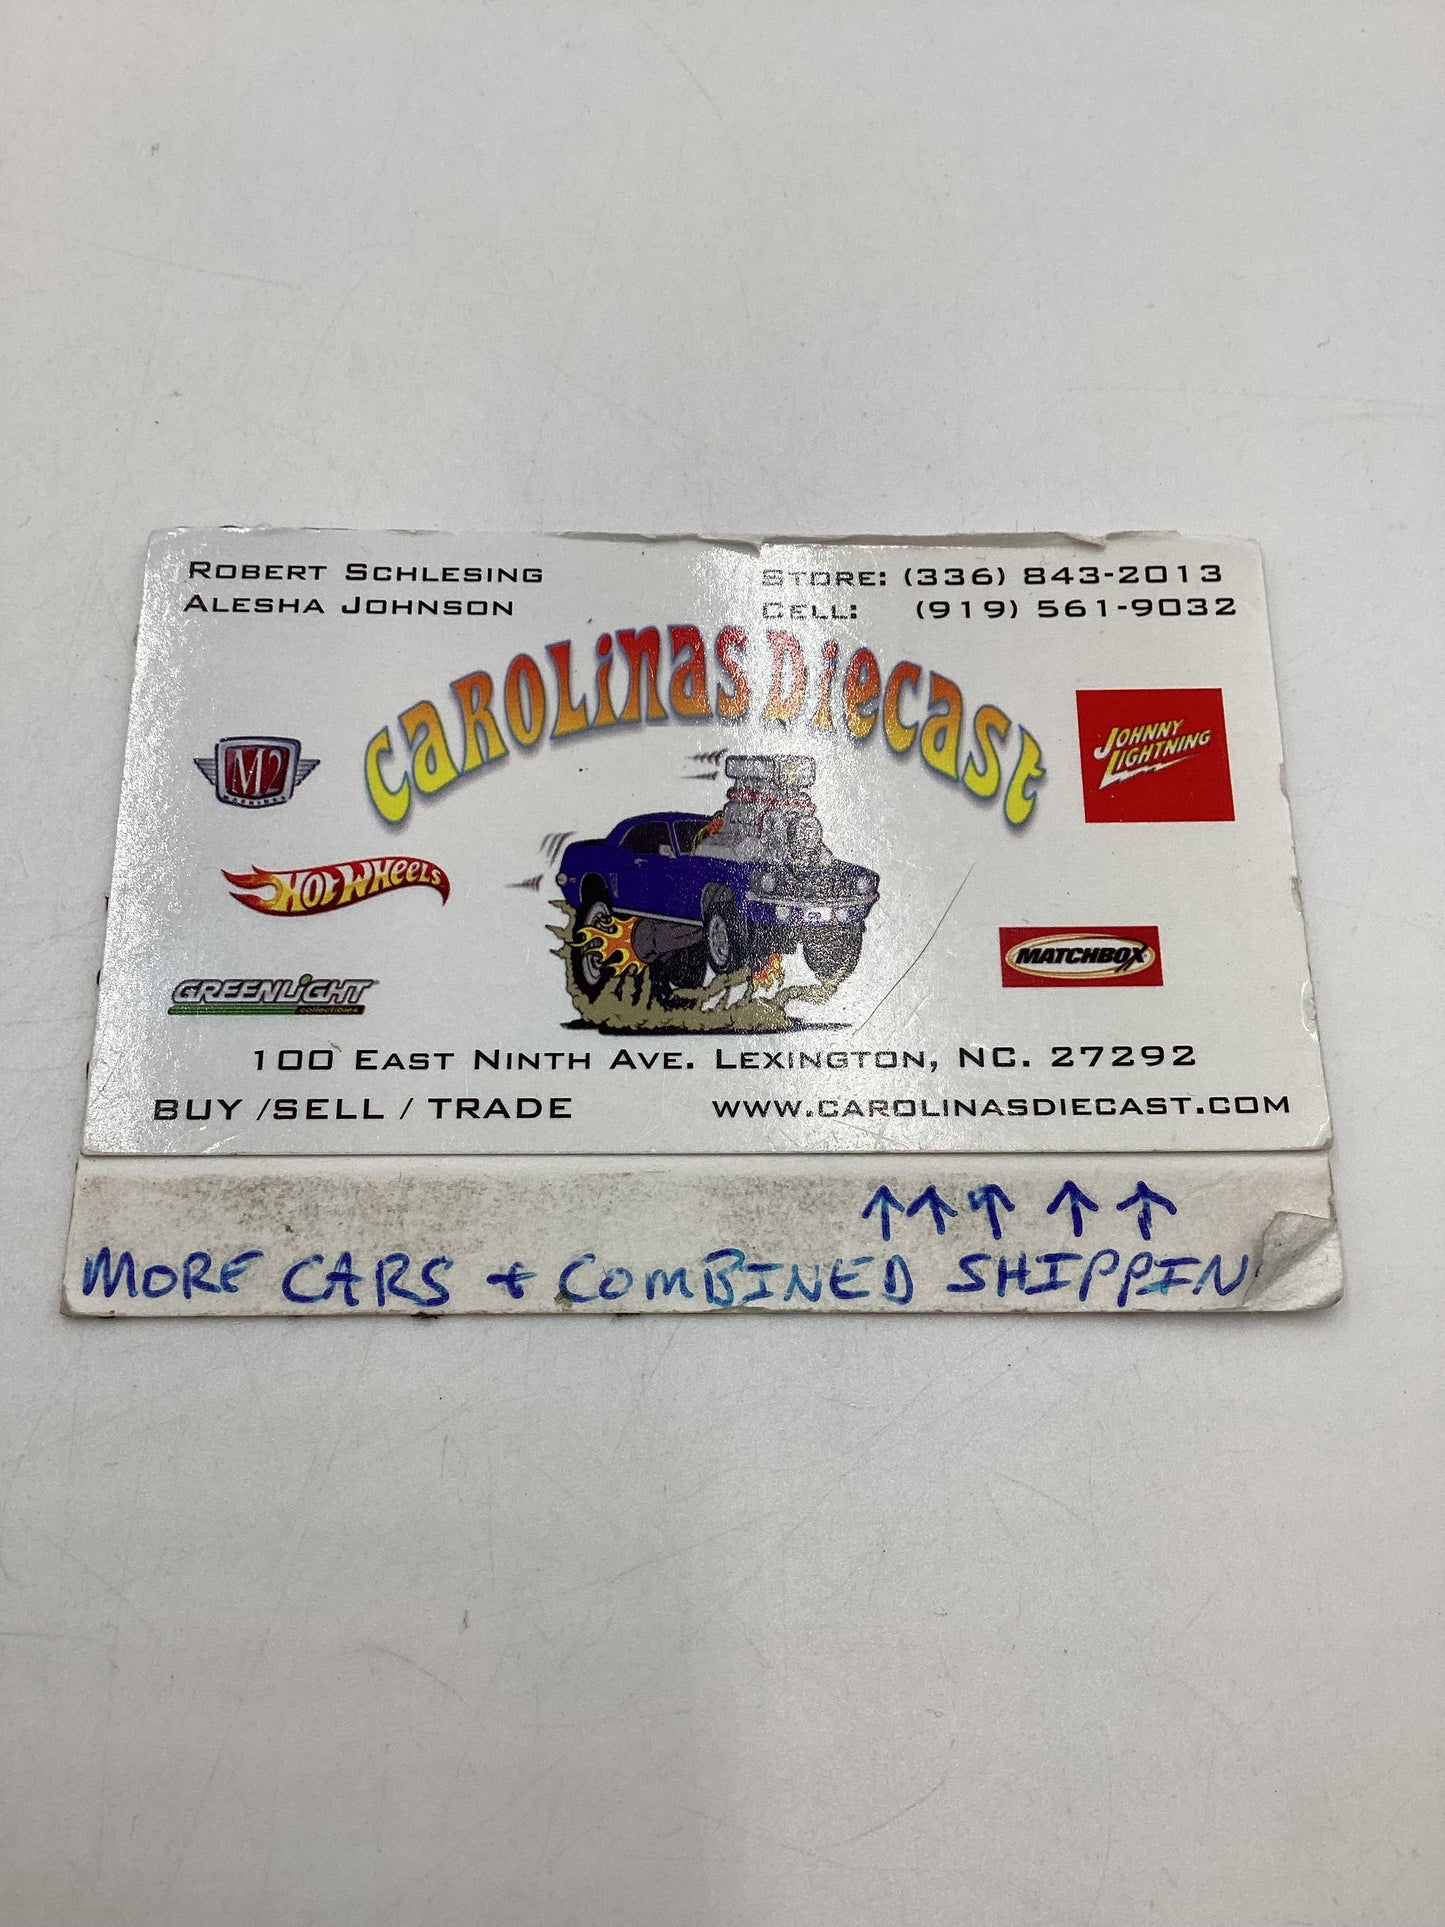 ROBERT SCHLESING
ALESHA JOHNSON
STORE: (336) 843-2013
CELL: (919) 561-9032
CAROLINAS DIECAST
M2
MACHINES
JOHNNY
LIGHTNING
HOT WHEELS
MATCHBOX
GREENLIGHT
collectibles
100 EAST NINTH AVE. LEXINGTON, NC. 27292
BUY /SELL / TRADE
WWW.CAROLINASDIECAST.COM
↑↑↑↑↑
MORE CARS + COMBINED SHIPPIN